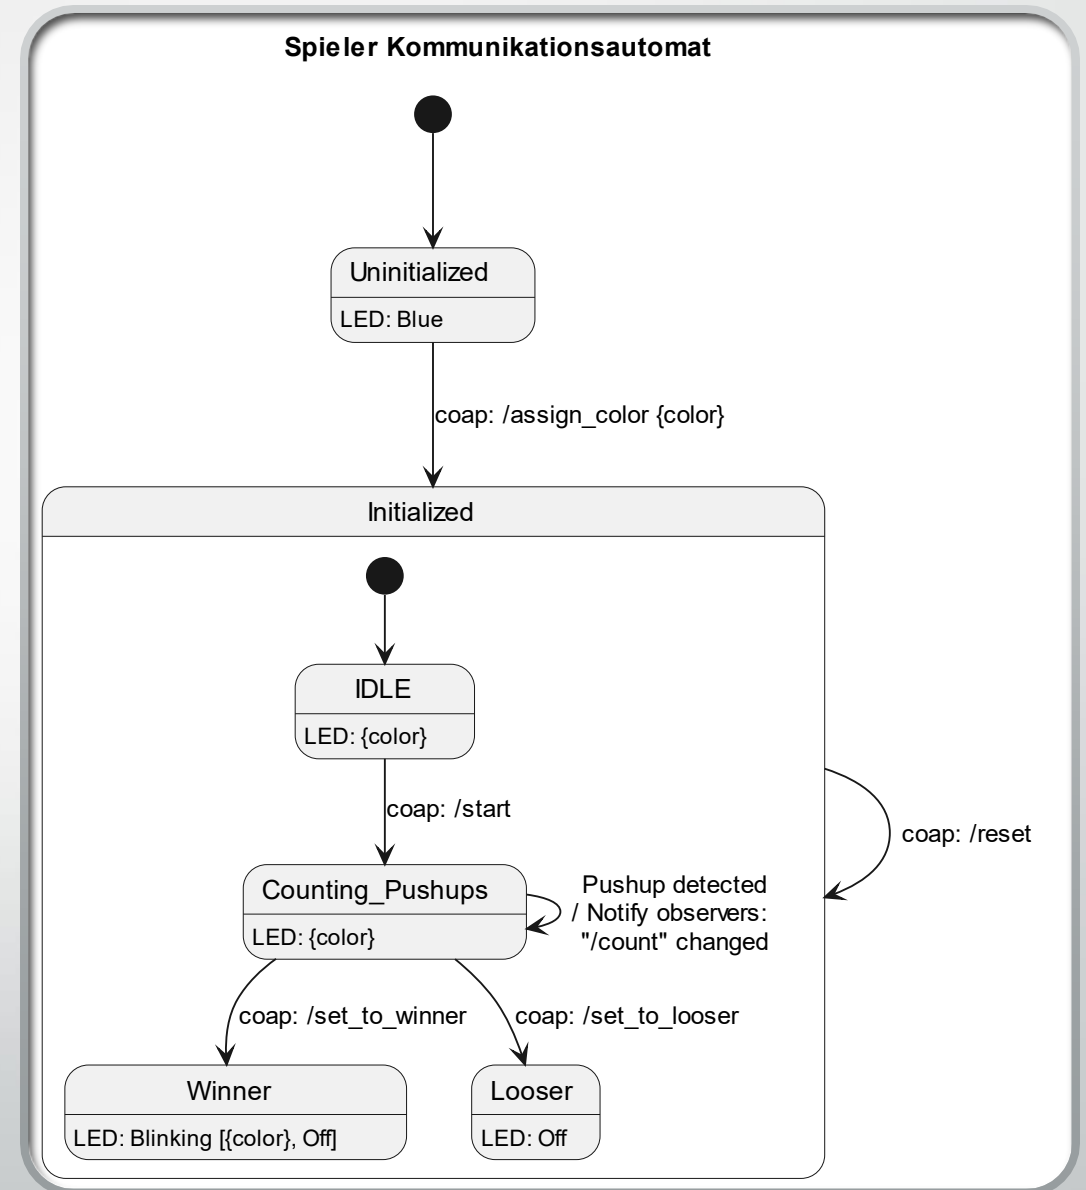 Spieler Kommunikationsautomat
Uninitialized
LED: Blue
coap: /assign_color {color}
Initialized
IDLE
LED: {color}
coap: /start
coap: /reset
Counting_Pushups
LED: {color}
Pushup detected
/ Notify observers:
"/count" changed
coap: /set_to_winner
coap: /set_to_looser
Winner
LED: Blinking [{color}, Off]
Looser
LED: Off